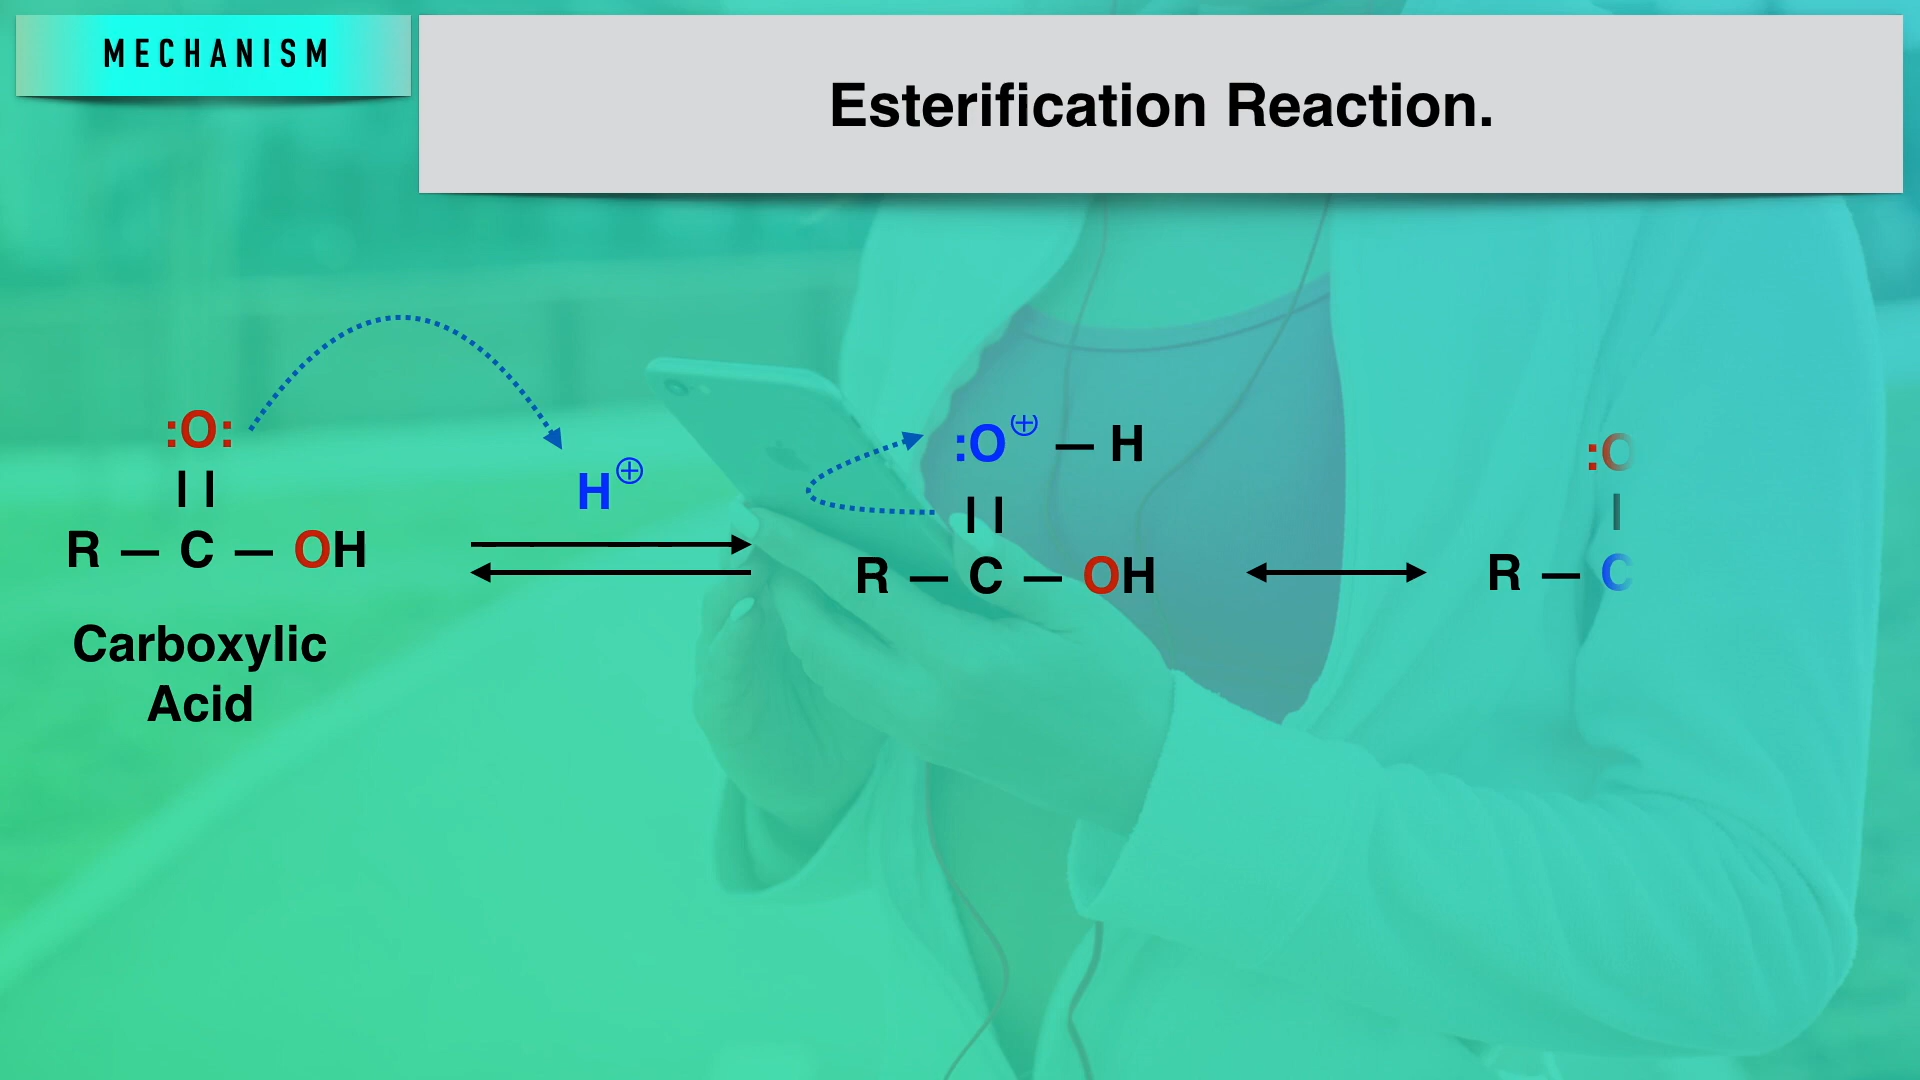 MECHANISM
Esterification Reaction.
:O: H⊕ :O⊕ — H :O
|| || |
R — C — OH R — C — OH R — C
Carboxylic
Acid